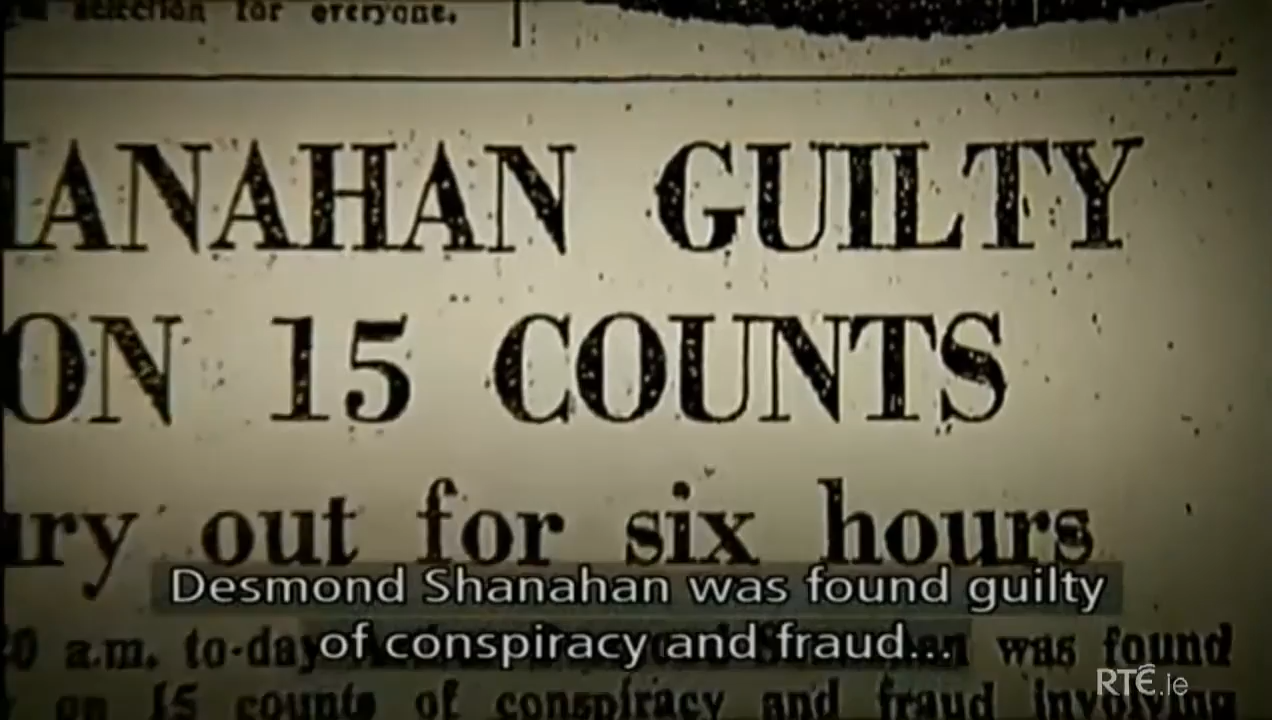 selection for everyone.
HANAHAN GUILTY
ON 15 COUNTS
ury out for six hours
Desmond Shanahan was found guilty
of conspiracy and fraud...
a.m. to-day was found
on 15 counts of conspiracy and fraud involving
RTÉ.ie